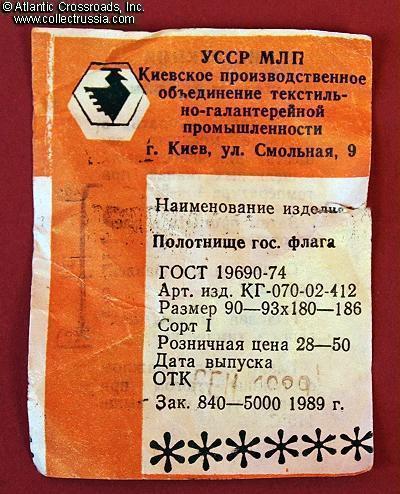 © Atlantic Crossroads, Inc.
www.collectrussia.com
УССР МЛП
Киевское производственное
объединение текстиль-
но-галантерейной
промышленности
г. Киев, ул. Смольная, 9
Наименование изделия
Полотнище гос. флага
ГОСТ 19690-74
Арт. изд. КГ-070-02-412
Размер 90—93х180—186
Сорт I
Розничная цена 28—50
Дата выпуска
ОТК
Зак. 840—5000 1989 г.
******